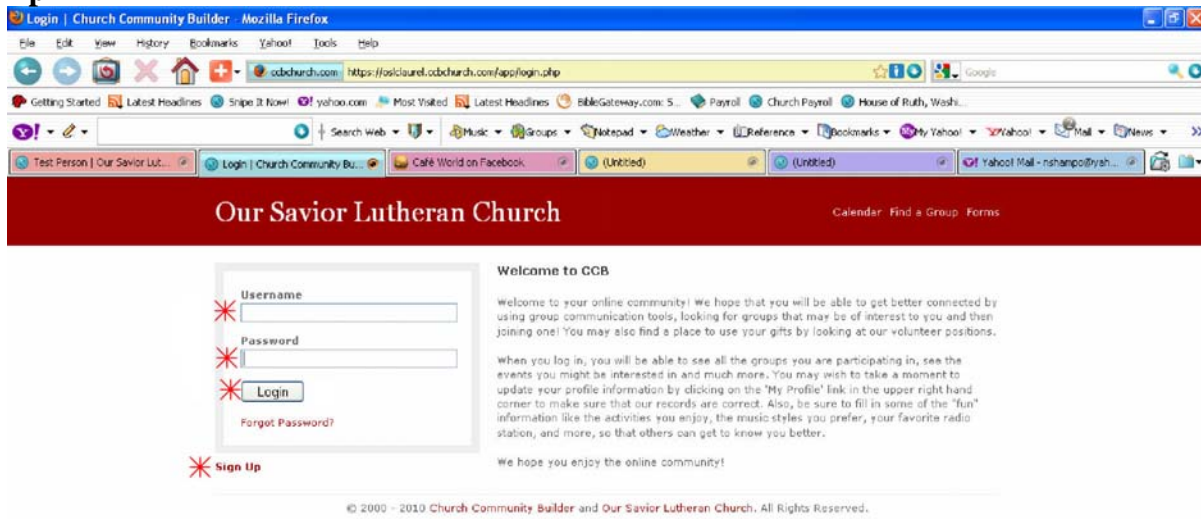 Login | Church Community Builder - Mozilla Firefox
File Edit View History Bookmarks Yahoo! Tools Help
ccbchurch.com https://oslclaurel.ccbchurch.com/app/login.php Google
Getting Started Latest Headlines Snipe It Now! yahoo.com Most Visited Latest Headlines BibleGateway.com: S... Payroll Church Payroll House of Ruth, Washi...
Search Web Music Groups Notepad Weather Reference Bookmarks My Yahoo! Yahoo! Mail News
Test Person | Our Savior Lut... Login | Church Community Bu... Café World on Facebook (Untitled) (Untitled) Yahoo! Mail - nshampo@yah...
Our Savior Lutheran Church
Calendar Find a Group Forms
Username
Password
Login
Forgot Password?
Sign Up
Welcome to CCB
Welcome to your online community! We hope that you will be able to get better connected by
using group communication tools, looking for groups that may be of interest to you and then
joining one! You may also find a place to use your gifts by looking at our volunteer positions.
When you log in, you will be able to see all the groups you are participating in, see the
events you might be interested in and much more. You may wish to take a moment to
update your profile information by clicking on the 'My Profile' link in the upper right hand
corner to make sure that our records are correct. Also, be sure to fill in some of the "fun"
information like the activities you enjoy, the music styles you prefer, your favorite radio
station, and more, so that others can get to know you better.
We hope you enjoy the online community!
© 2000 - 2010 Church Community Builder and Our Savior Lutheran Church. All Rights Reserved.